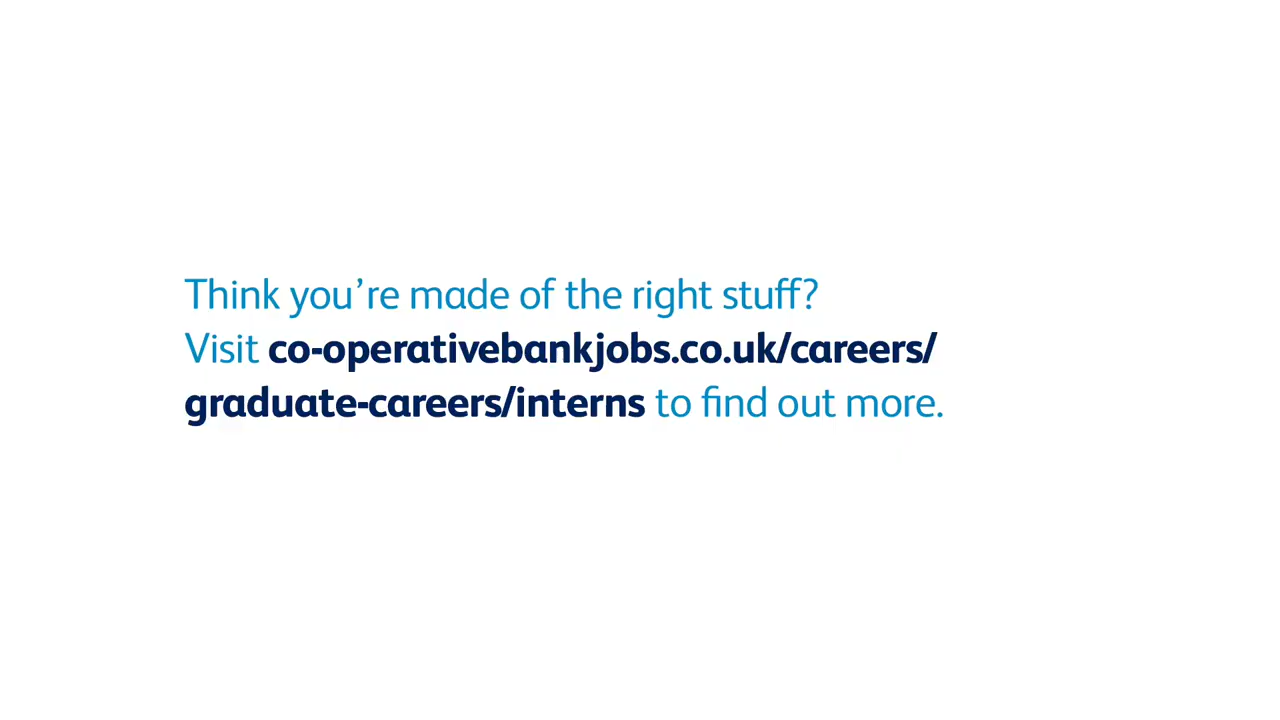 Think you’re made of the right stuff?
Visit co-operativebankjobs.co.uk/careers/
graduate-careers/interns to find out more.